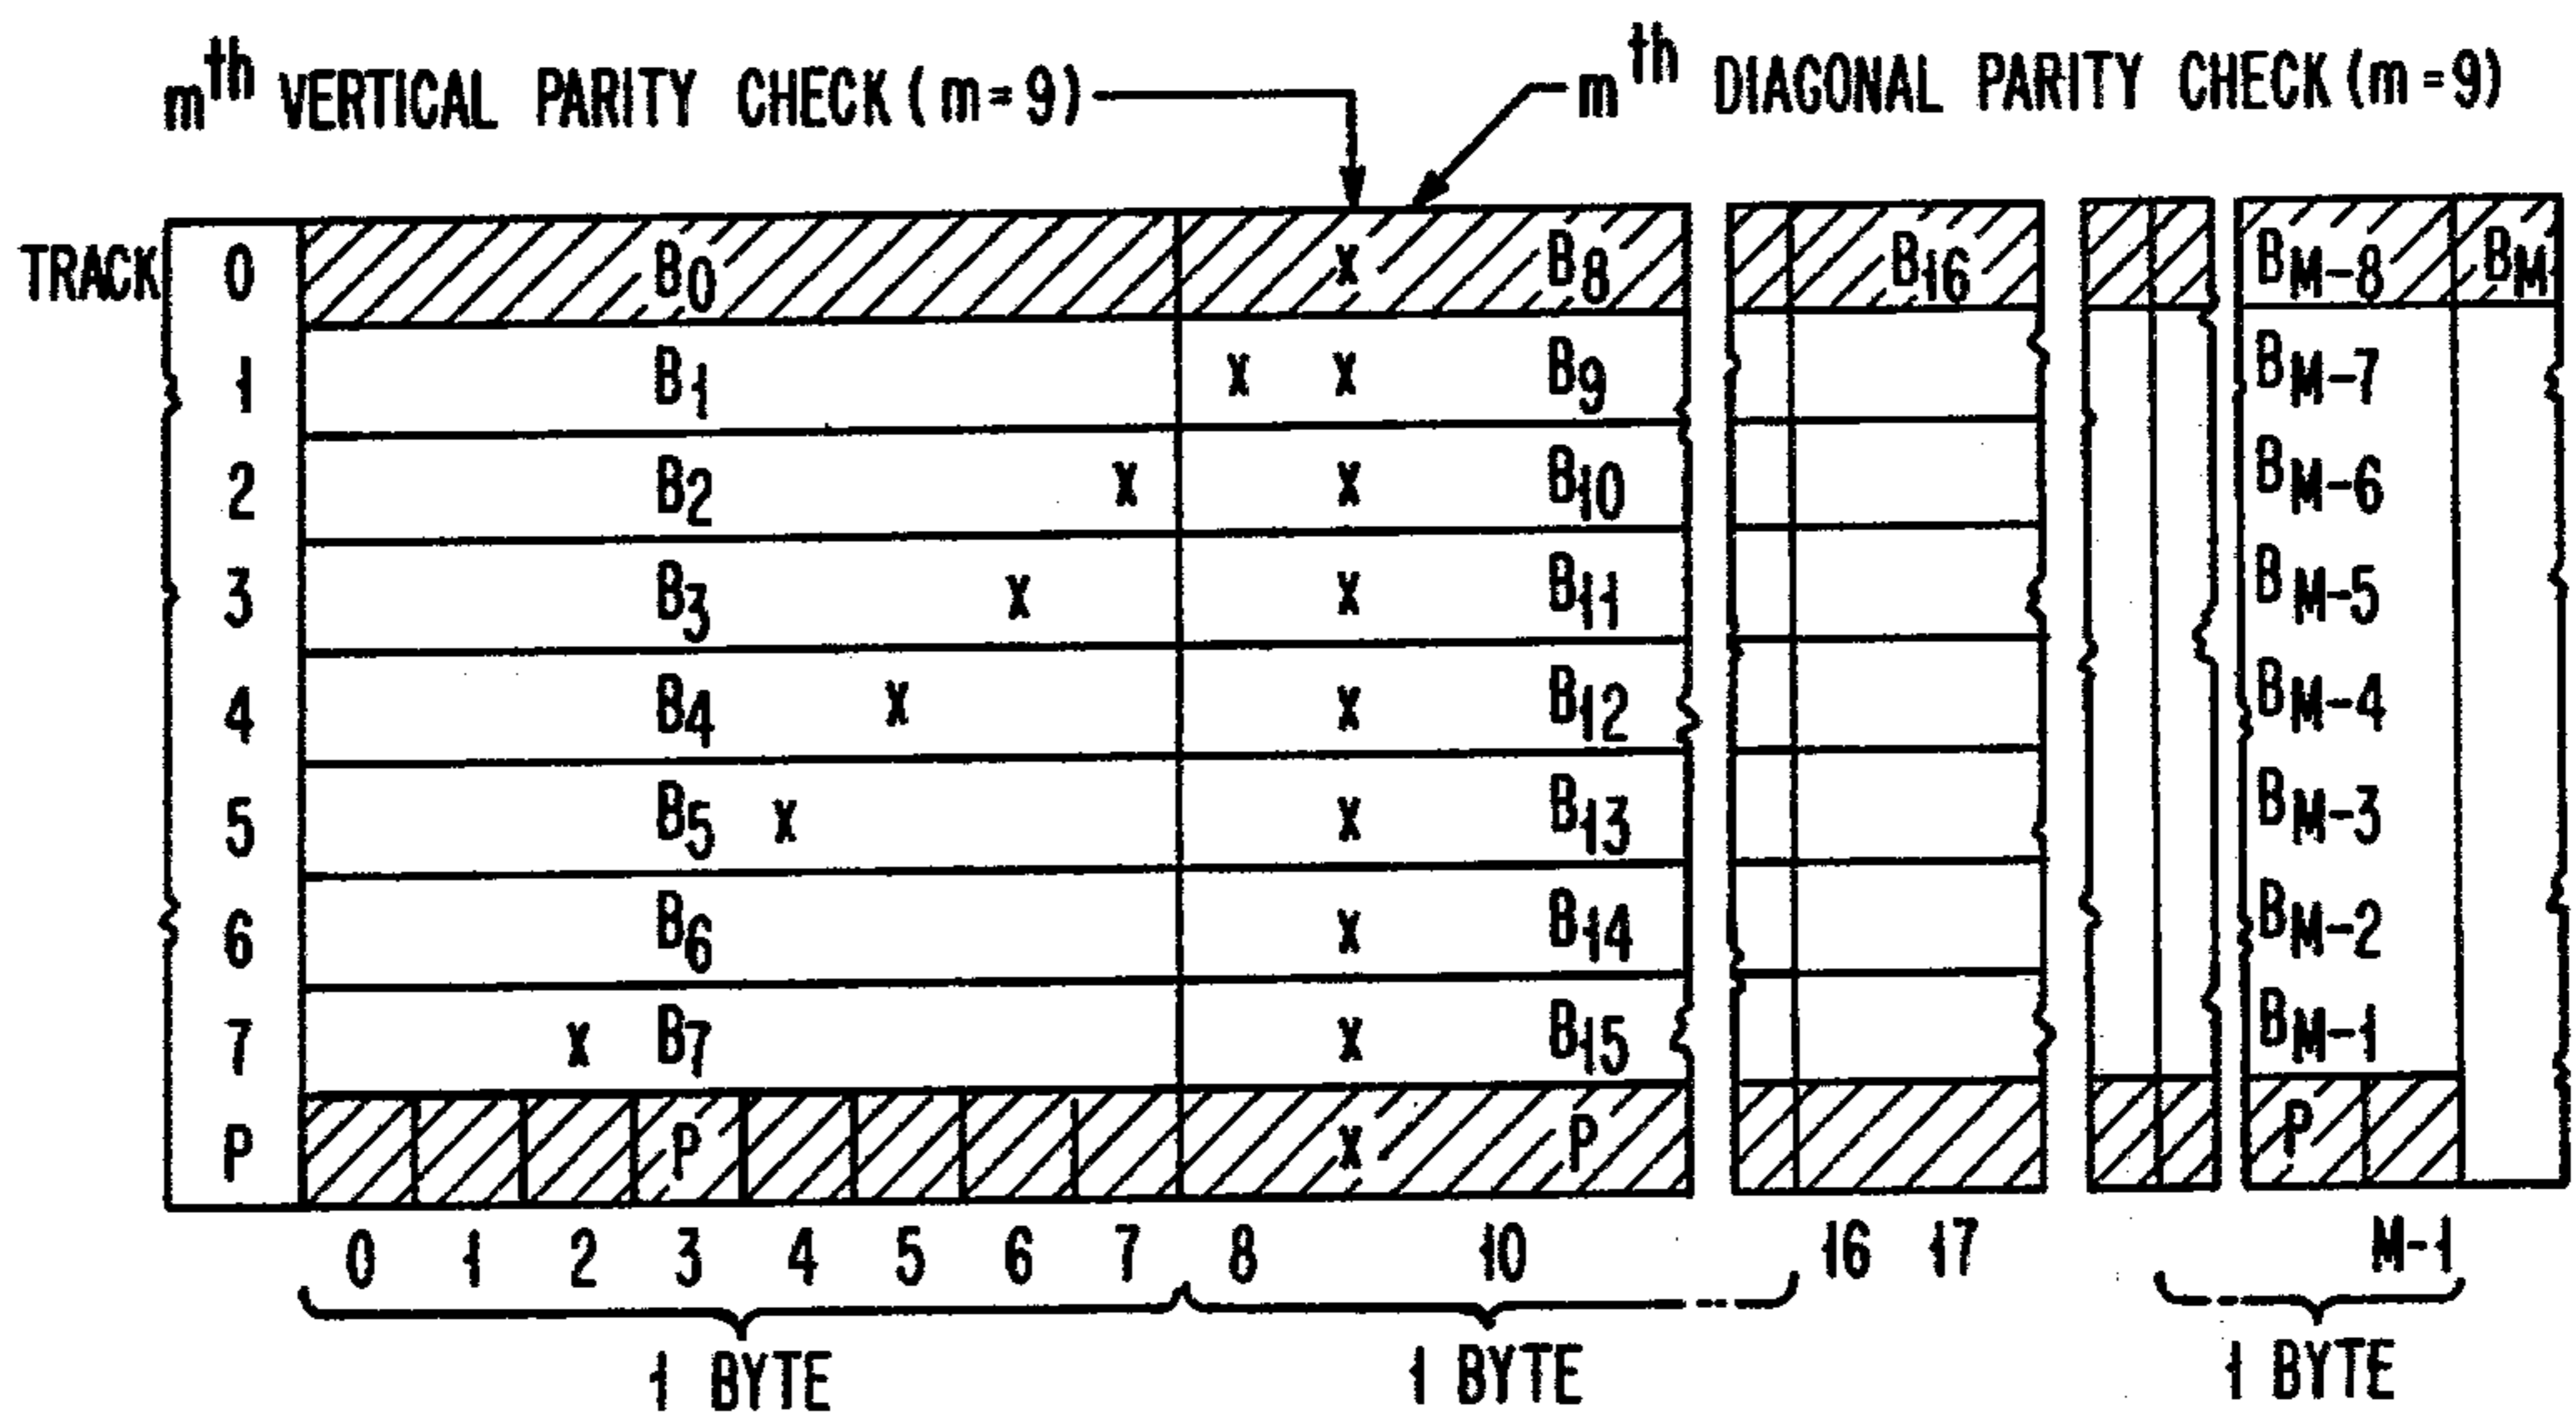 mth VERTICAL PARITY CHECK (m=9) mth DIAGONAL PARITY CHECK (m=9)
TRACK 0 B0 X B8 B16 BM-8 BM
1 B1 X X B9 BM-7
2 B2 X X B10 BM-6
3 B3 X X B11 BM-5
4 B4 X X B12 BM-4
5 B5 X X B13 BM-3
6 B6 X B14 BM-2
7 X B7 X B15 BM-1
P P X P P
0 1 2 3 4 5 6 7 8 10 16 17 M-1
1 BYTE 1 BYTE 1 BYTE